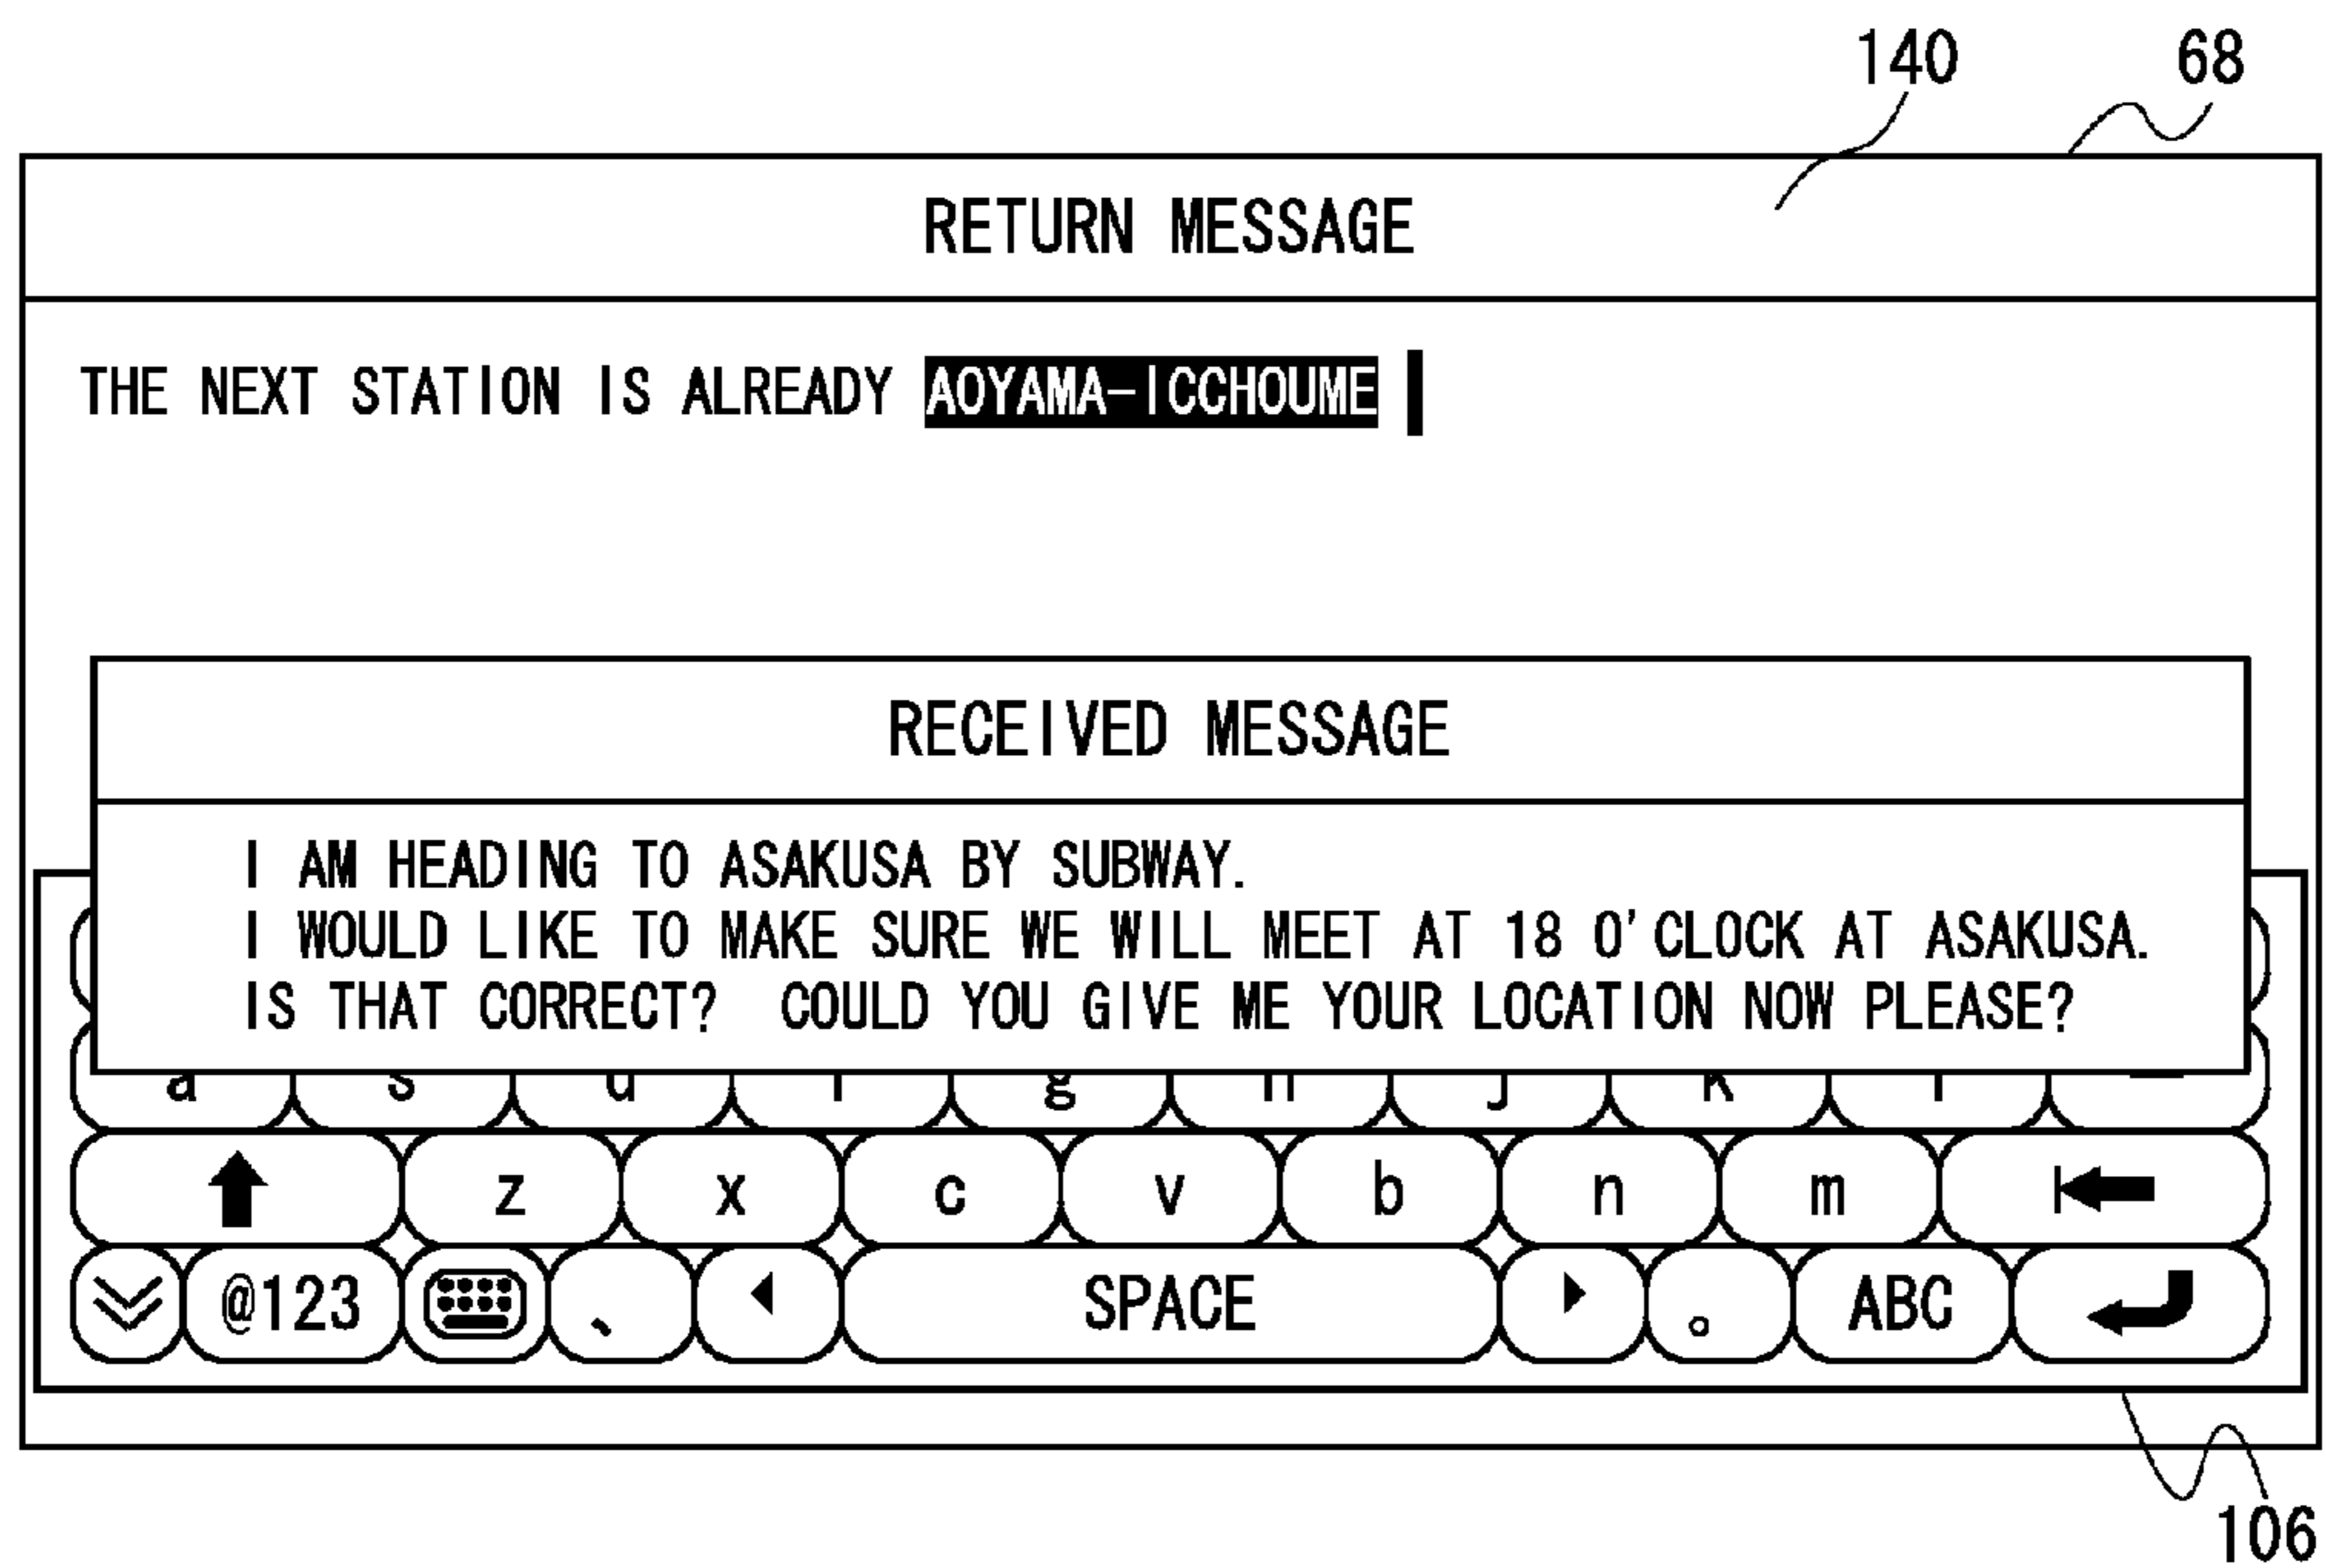 140 68
RETURN MESSAGE
THE NEXT STATION IS ALREADY AOYAMA-ICCHOUME
RECEIVED MESSAGE
I AM HEADING TO ASAKUSA BY SUBWAY.
I WOULD LIKE TO MAKE SURE WE WILL MEET AT 18 O'CLOCK AT ASAKUSA.
IS THAT CORRECT? COULD YOU GIVE ME YOUR LOCATION NOW PLEASE?
a s d f g h j k l
z x c v b n m
@123 、 SPACE 。 ABC
106